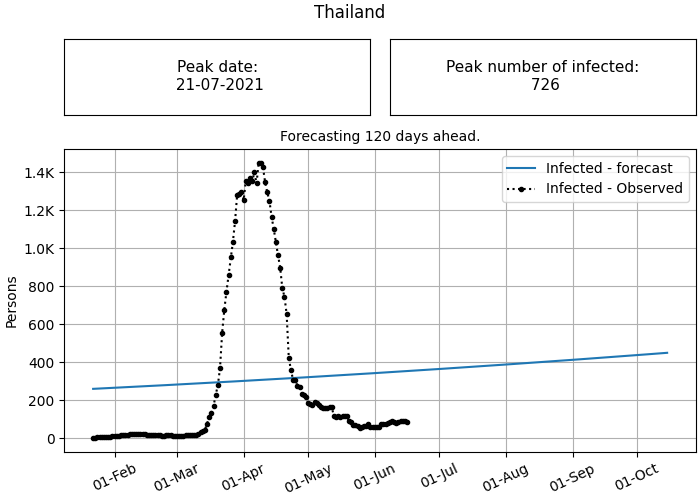 Thailand
Peak date:
21-07-2021
Peak number of infected:
726
Forecasting 120 days ahead.
Infected - forecast
Infected - Observed
1.4K
1.2K
1.0K
800
600
400
200
0
Persons
01-Feb
01-Mar
01-Apr
01-May
01-Jun
01-Jul
01-Aug
01-Sep
01-Oct